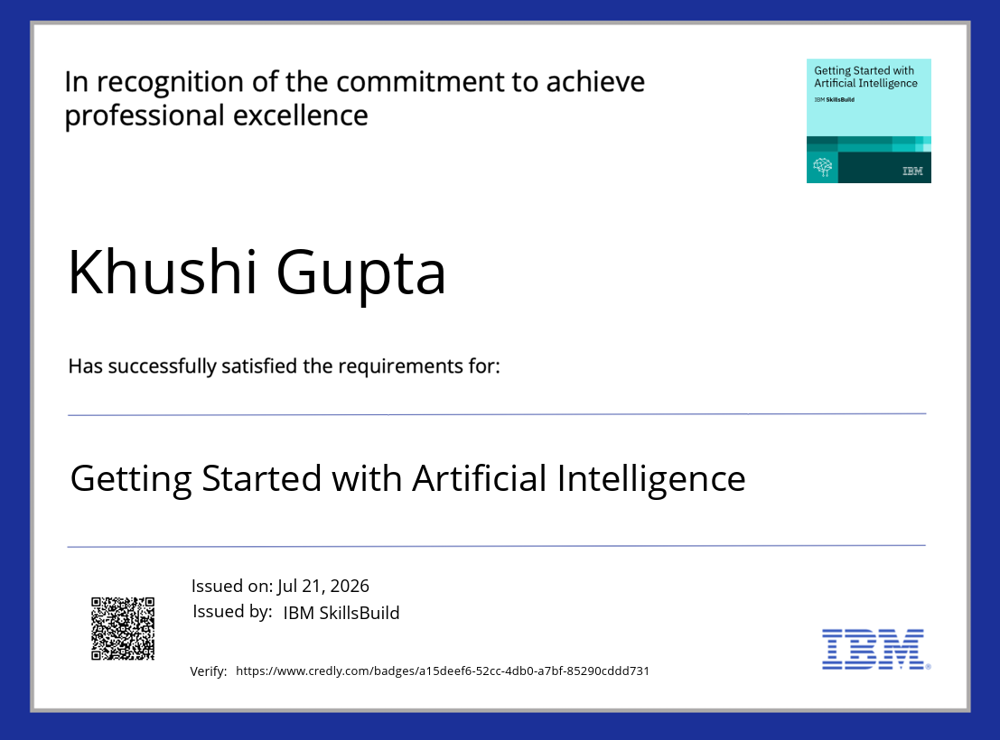 In recognition of the commitment to achieve
professional excellence
Getting Started with
Artificial Intelligence
IBM SkillsBuild
IBM
Khushi Gupta
Has successfully satisfied the requirements for:
Getting Started with Artificial Intelligence
Issued on: Jul 21, 2026
Issued by: IBM SkillsBuild
Verify: https://www.credly.com/badges/a15deef6-52cc-4db0-a7bf-85290cddd731
IBM®